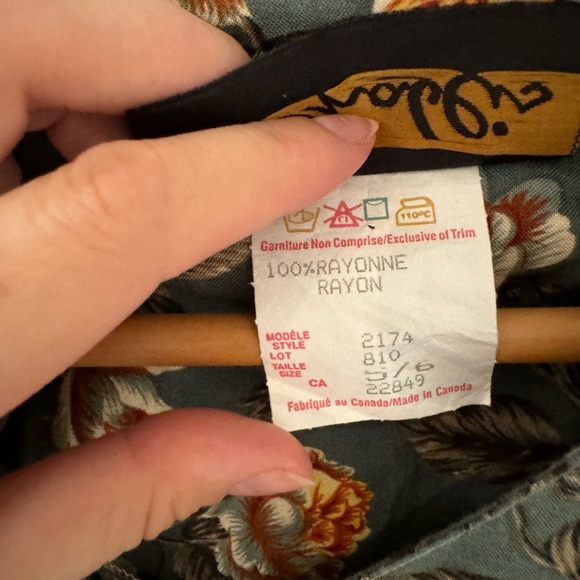 Cl
110°C
Garniture Non Comprise/Exclusive of Trim
100%RAYONNE
RAYON
MODÈLE
STYLE 2174
LOT 810
TAILLE
SIZE 5/6
CA 22849
Fabriqué au Canada/Made in Canada